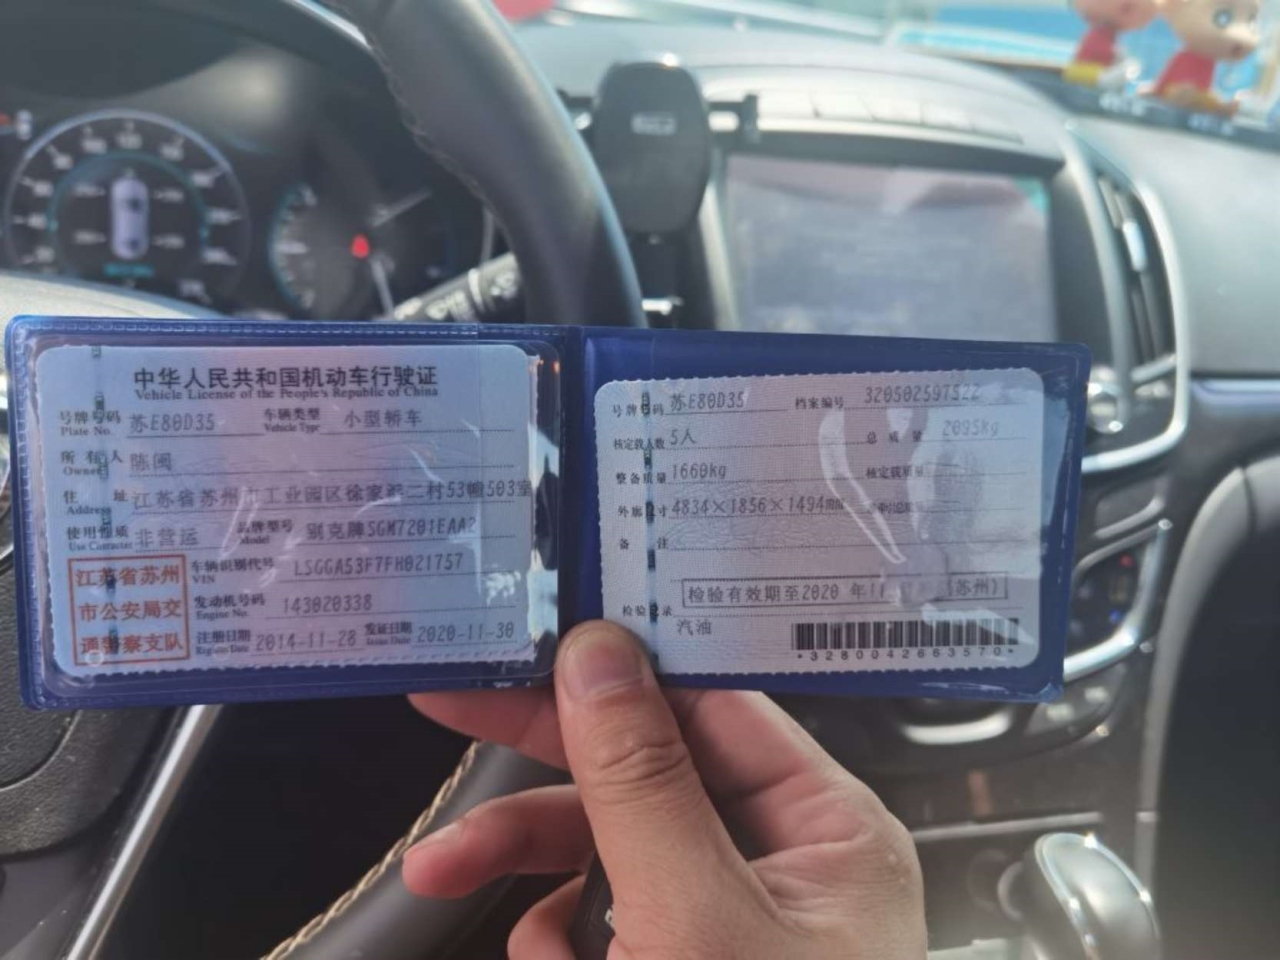 中华人民共和国机动车行驶证
Vehicle License of the People's Republic of China
号牌号码 苏E80D35 车辆类型 小型轿车
Plate No. Vehicle Type
所有人 陈闽
Owner
住址 江苏省苏州市工业园区徐家浜二村53幢503室
Address
使用性质 非营运 品牌型号 别克牌SGM7201EAA2
Use Character Model
江苏省苏州
市公安局交
通警察支队
车辆识别代号 LSGGA53F7FH021757
VIN
发动机号码 143020338
Engine No.
注册日期 2014-11-28 发证日期 2020-11-30
Register Date Issue Date
号牌号码 苏E80D35 档案编号 320502597522
核定载人数 5人 总质量 2095kg
整备质量 1660kg 核定载质量
外廓尺寸 4834×1856×1494mm
备注
检验有效期至2020年11 (苏州)
检验记录
汽油
*3280042663570*